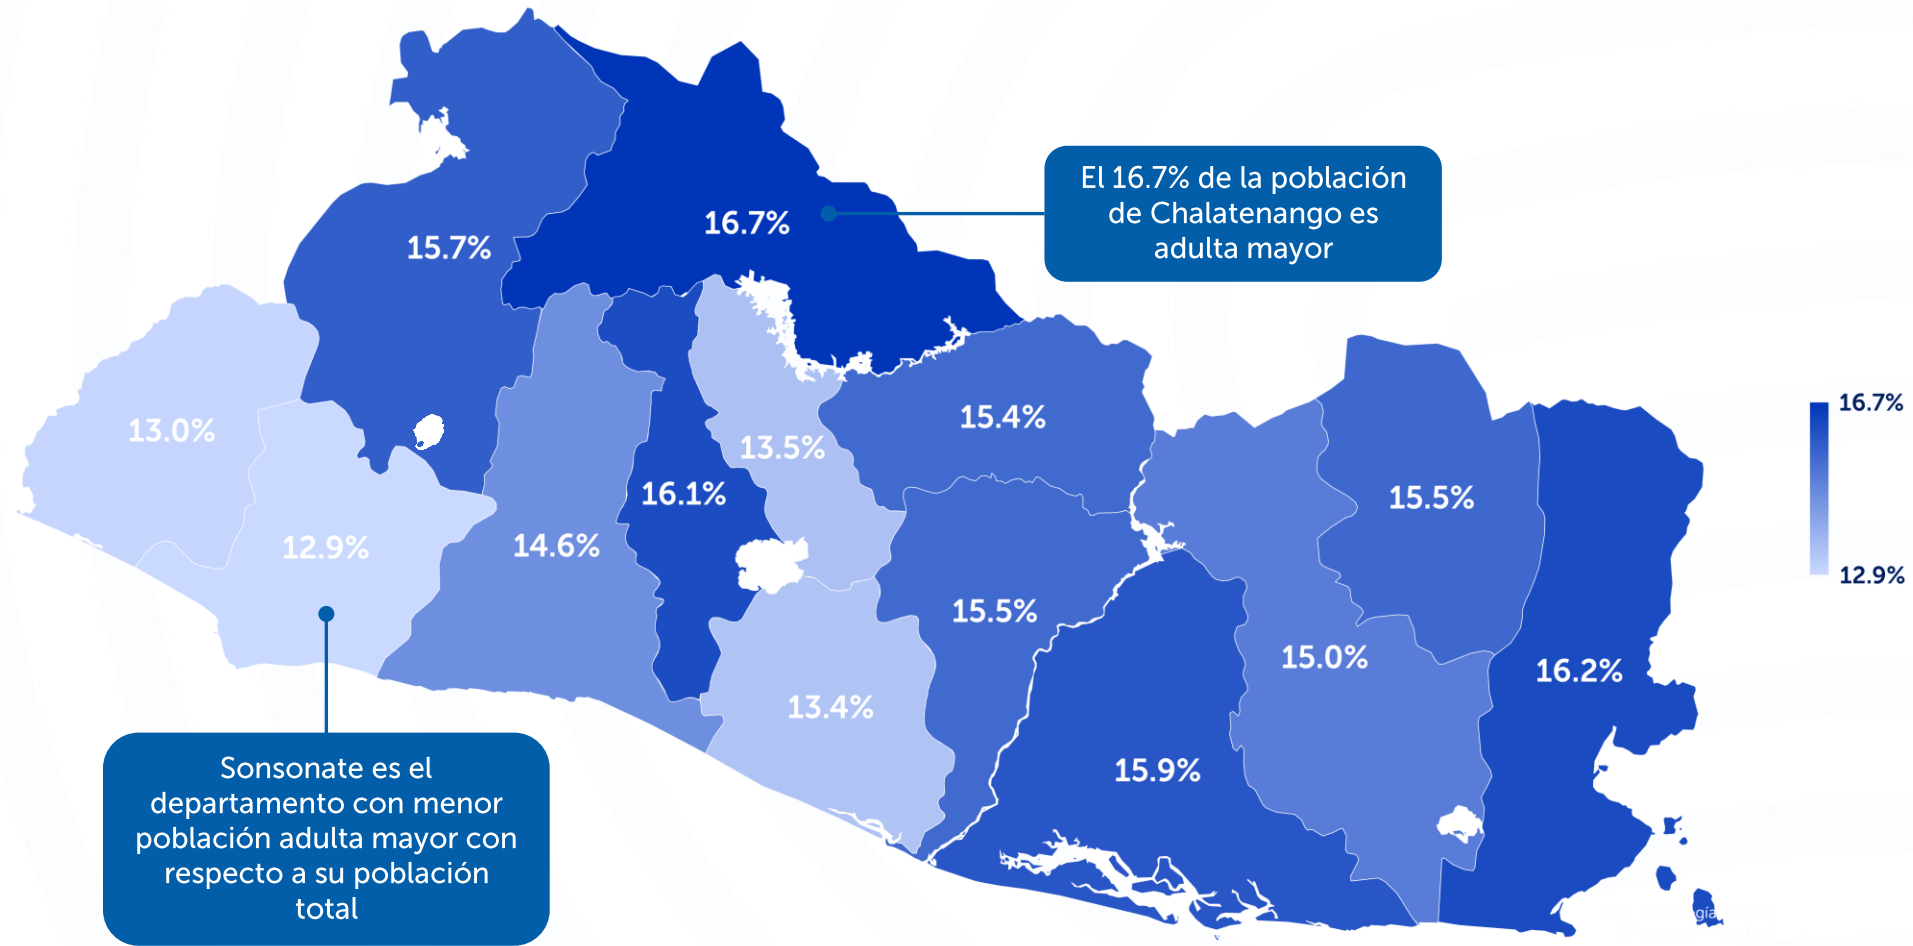 16.7%
El 16.7% de la población
de Chalatenango es
adulta mayor
15.7%
13.0%
12.9%
14.6%
16.1%
13.5%
15.4%
13.4%
15.5%
15.9%
15.0%
15.5%
16.2%
16.7%
12.9%
Sonsonate es el
departamento con menor
población adulta mayor con
respecto a su población
total